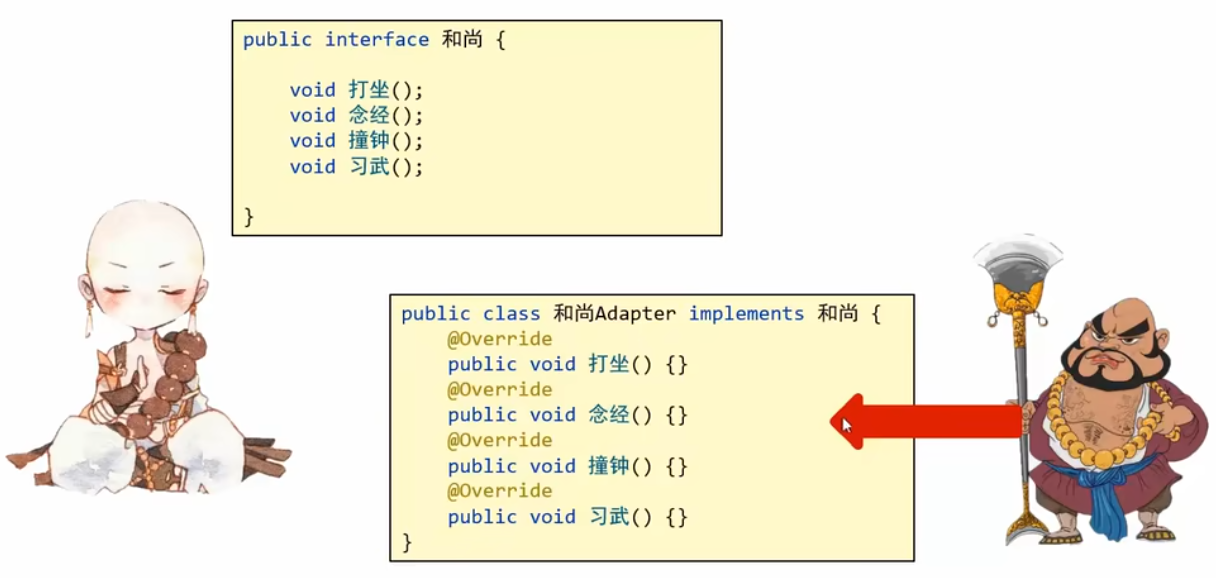 public interface 和尚 {
void 打坐();
void 念经();
void 撞钟();
void 习武();
}
public class 和尚Adapter implements 和尚 {
@Override
public void 打坐() {}
@Override
public void 念经() {}
@Override
public void 撞钟() {}
@Override
public void 习武() {}
}